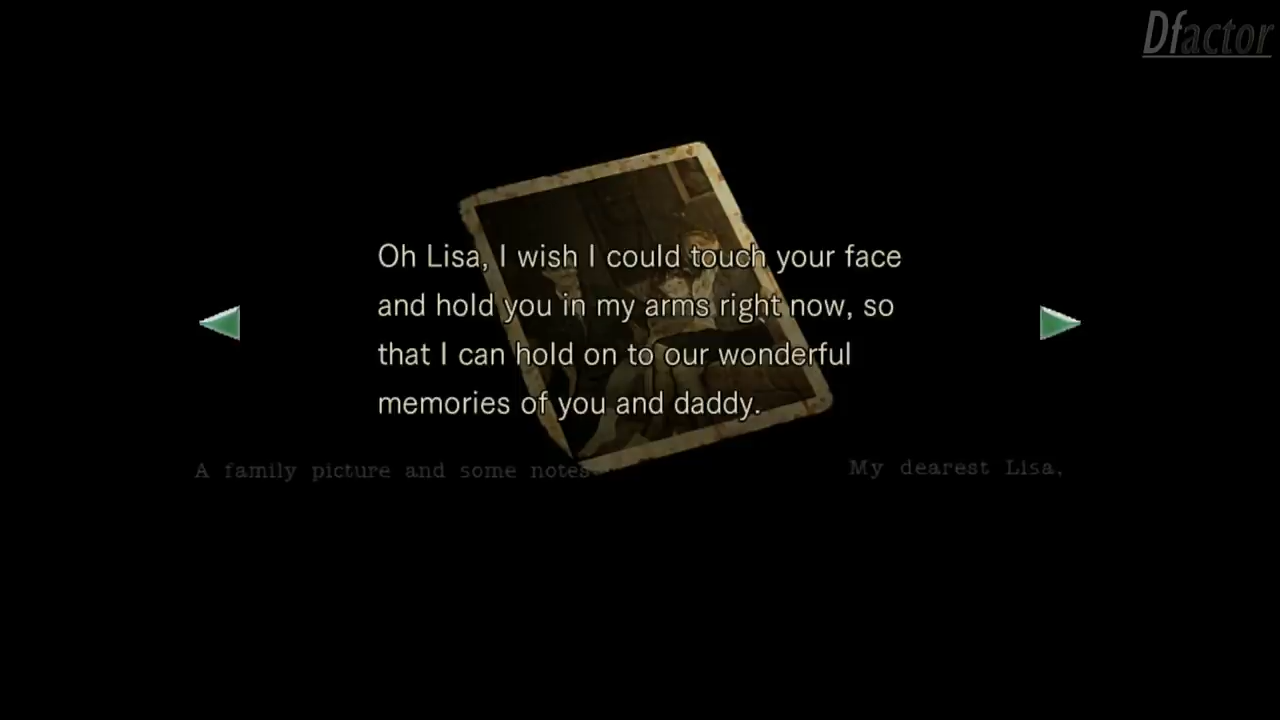 Dfactor
Oh Lisa, I wish I could touch your face
and hold you in my arms right now, so
that I can hold on to our wonderful
memories of you and daddy.
A family picture and some notes
My dearest Lisa,